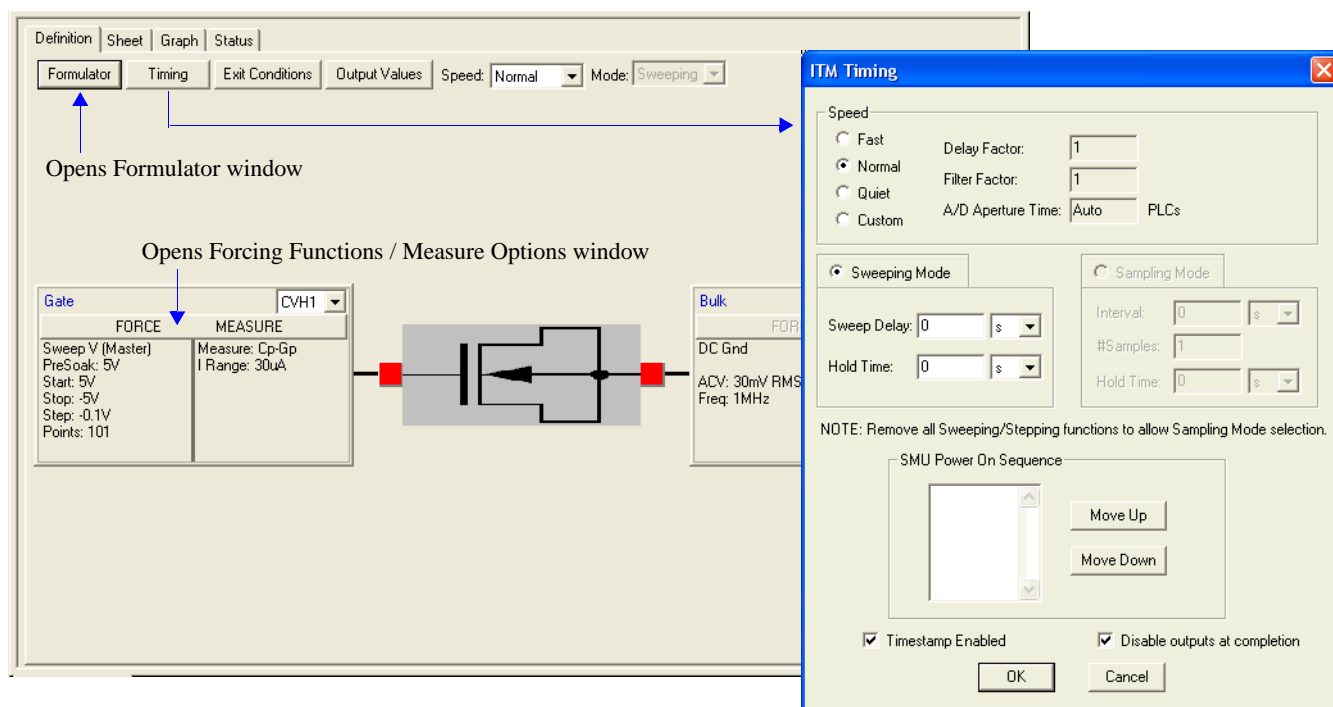 Definition Sheet Graph Status
Formulator Timing Exit Conditions Output Values Speed: Normal Mode: Sweeping
Opens Formulator window
Opens Forcing Functions / Measure Options window
Gate CVH1
FORCE MEASURE
Sweep V (Master)
PreSoak: 5V
Start: 5V
Stop: -5V
Step: -0.1V
Points: 101
Measure: Cp-Gp
I Range: 30uA
Bulk
FOR
DC Gnd
ACV: 30mV RMS
Freq: 1MHz
ITM Timing
Speed
Fast
Normal
Quiet
Custom
Delay Factor: 1
Filter Factor: 1
A/D Aperture Time: Auto PLCs
Sweeping Mode
Sweep Delay: 0 s
Hold Time: 0 s
Sampling Mode
Interval: 0 s
#Samples: 1
Hold Time: 0 s
NOTE: Remove all Sweeping/Stepping functions to allow Sampling Mode selection.
SMU Power On Sequence
Move Up
Move Down
Timestamp Enabled
Disable outputs at completion
OK Cancel